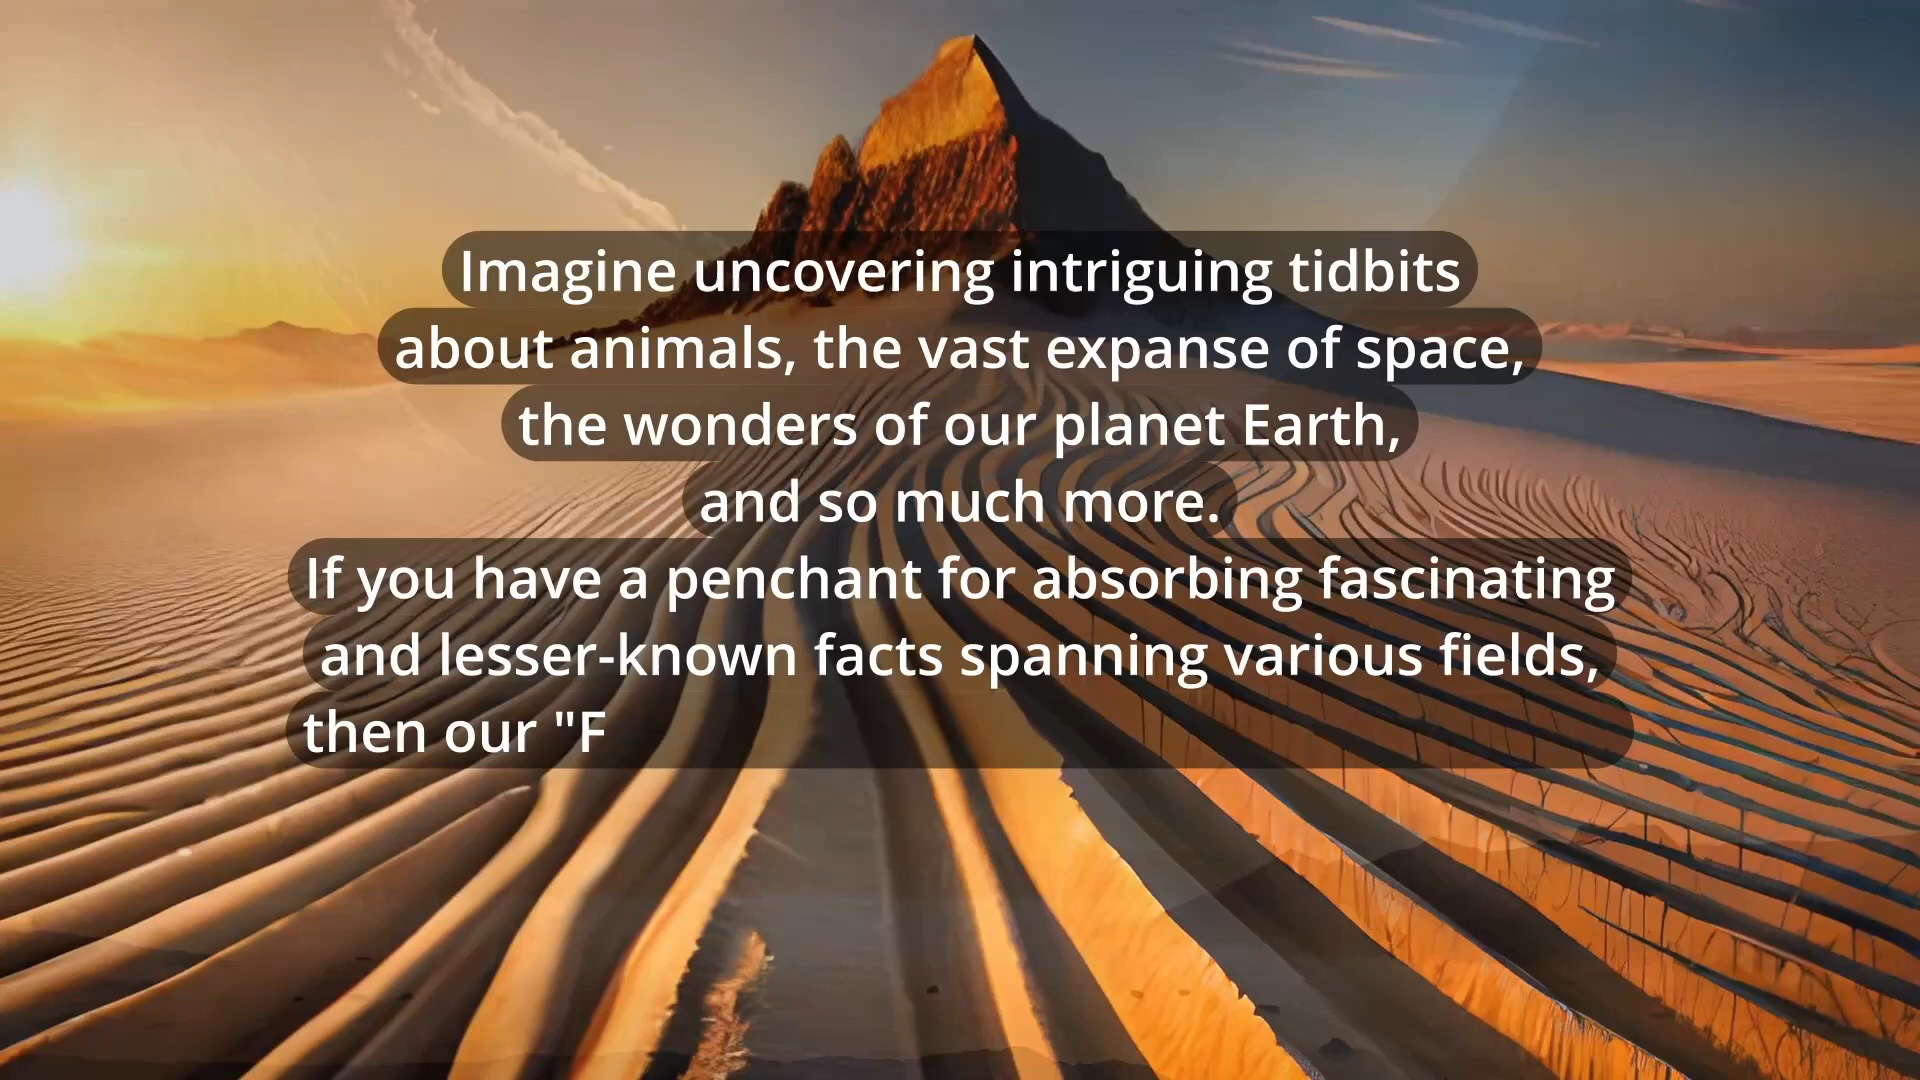 Imagine uncovering intriguing tidbits
about animals, the vast expanse of space,
the wonders of our planet Earth,
and so much more.
If you have a penchant for absorbing fascinating
and lesser-known facts spanning various fields,
then our "F